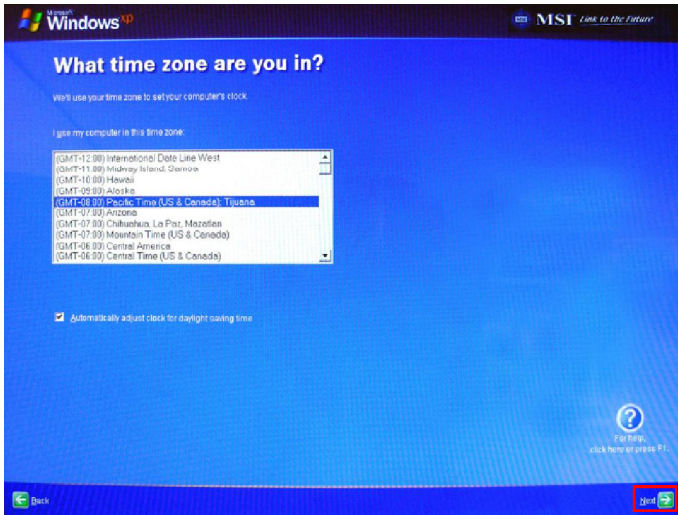 Microsoft
Windows xp
MSI Link to the Future
What time zone are you in?
We'll use your time zone to set your computer's clock.
I use my computer in this time zone:
(GMT-12:00) International Date Line West
(GMT-11:00) Midway Island, Samoa
(GMT-10:00) Hawaii
(GMT-09:00) Alaska
(GMT-08:00) Pacific Time (US & Canada); Tijuana
(GMT-07:00) Arizona
(GMT-07:00) Chihuahua, La Paz, Mazatlan
(GMT-07:00) Mountain Time (US & Canada)
(GMT-06:00) Central America
(GMT-06:00) Central Time (US & Canada)
Automatically adjust clock for daylight saving time
?
For help,
click here or press F1.
Back
Next